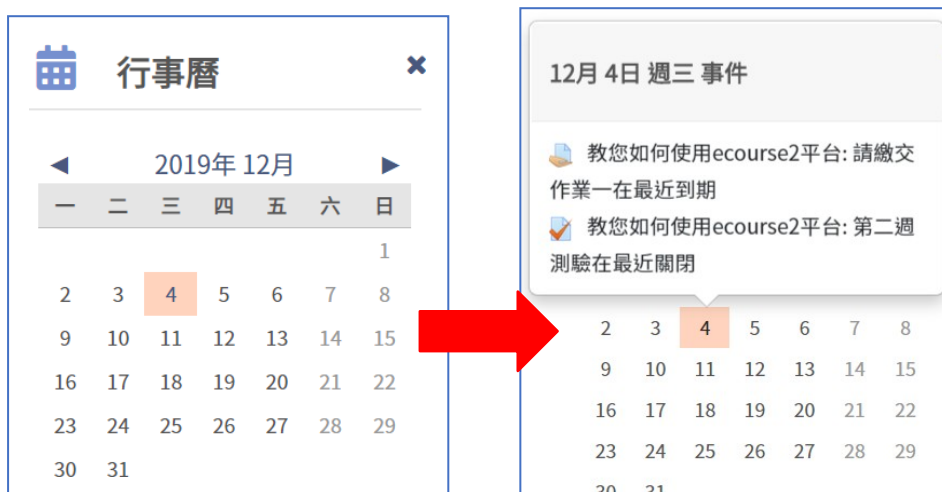 行事曆
2019年 12月
一 二 三 四 五 六 日
1
2 3 4 5 6 7 8
9 10 11 12 13 14 15
16 17 18 19 20 21 22
23 24 25 26 27 28 29
30 31
12月 4日 週三 事件
教您如何使用ecourse2平台: 請繳交
作業一在最近到期
教您如何使用ecourse2平台: 第二週
測驗在最近關閉
2 3 4 5 6 7 8
9 10 11 12 13 14 15
16 17 18 19 20 21 22
23 24 25 26 27 28 29
30 31